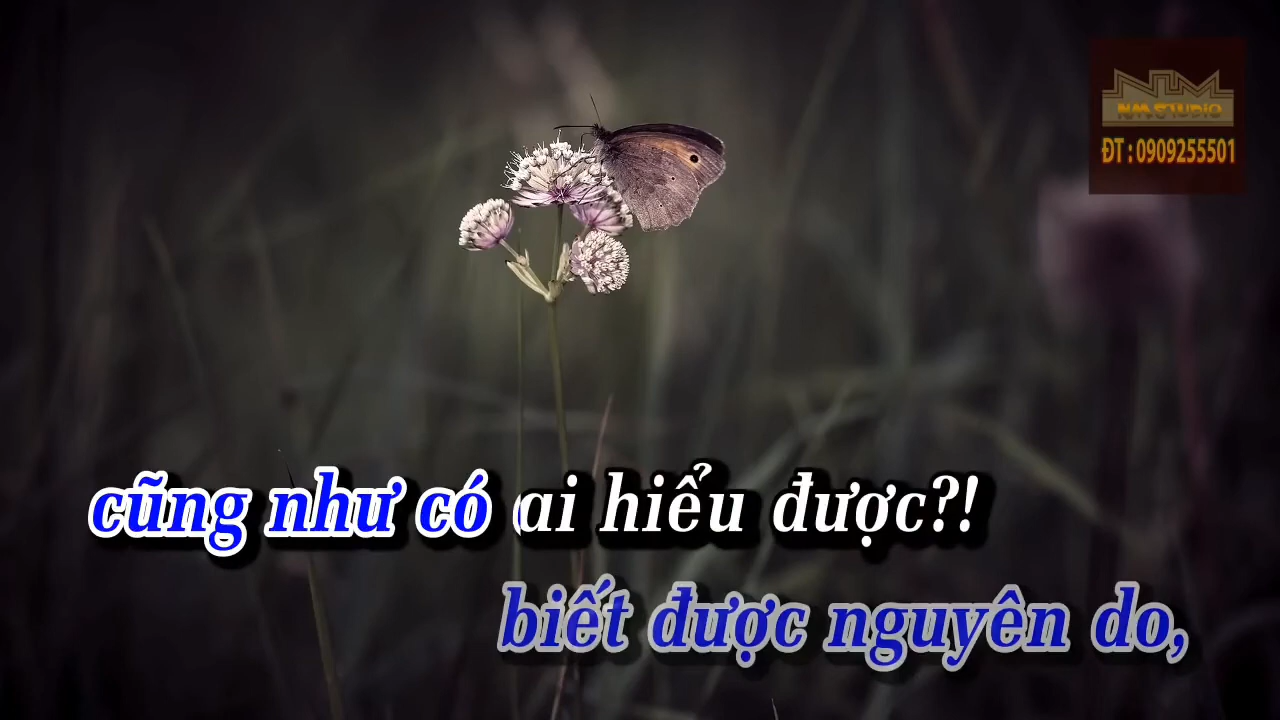 NM STUDIO
ĐT : 0909255501
cũng như có ai hiểu được?!
biết được nguyên do,